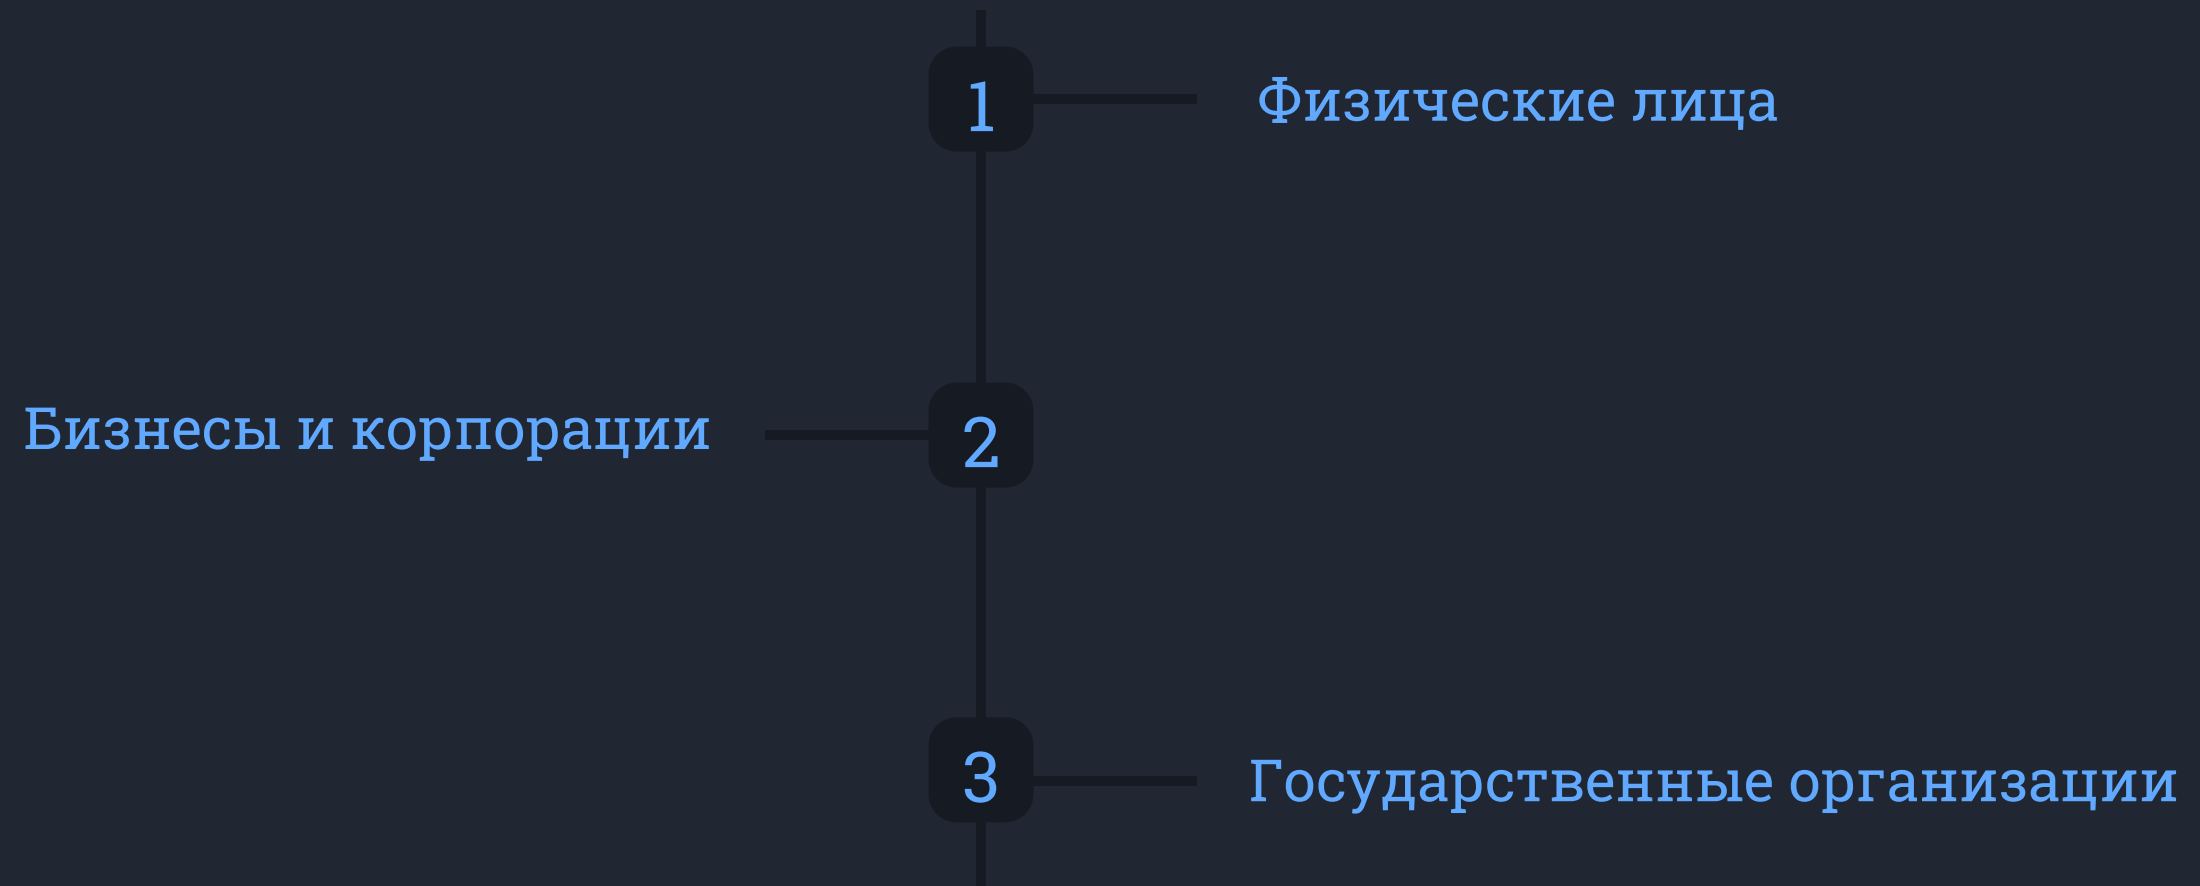 1
Физические лица
Бизнесы и корпорации
2
3
Государственные организации